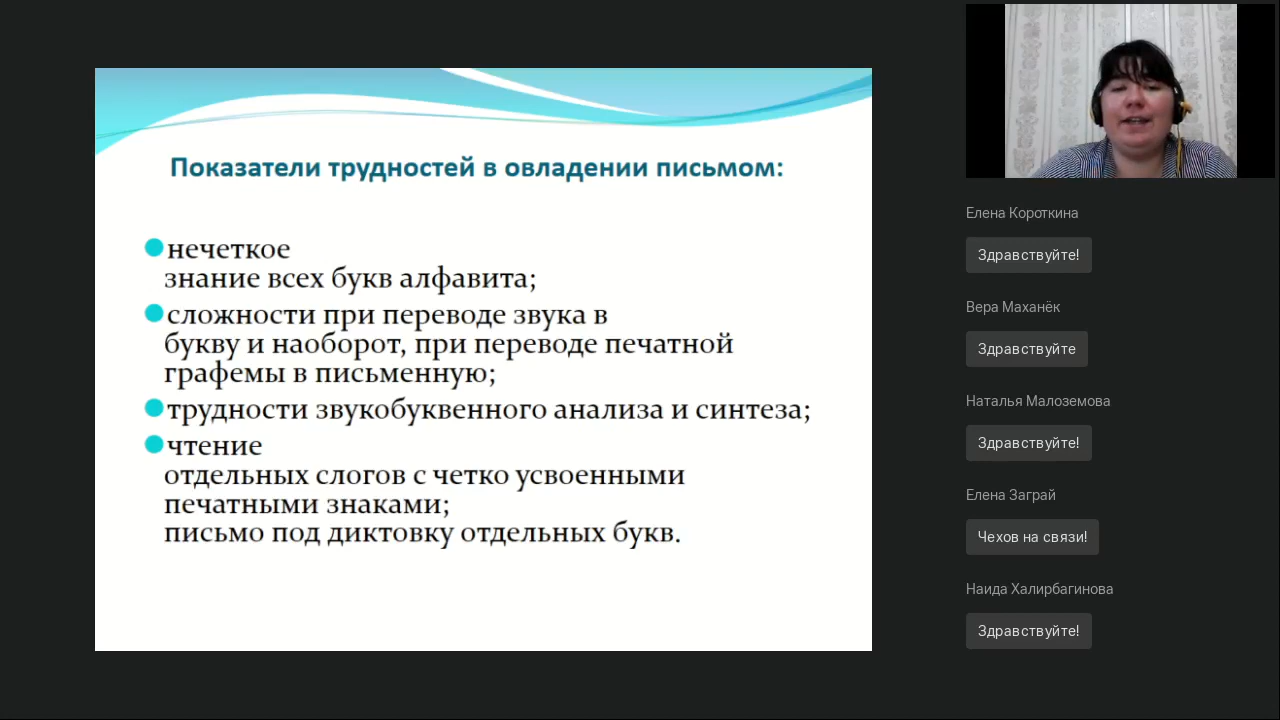 Показатели трудностей в овладении письмом:
нечеткое
знание всех букв алфавита;
сложности при переводе звука в
букву и наоборот, при переводе печатной
графемы в письменную;
трудности звукобуквенного анализа и синтеза;
чтение
отдельных слогов с четко усвоенными
печатными знаками;
письмо под диктовку отдельных букв.
Елена Короткина
Здравствуйте!
Вера Маханёк
Здравствуйте
Наталья Малоземова
Здравствуйте!
Елена Заграй
Чехов на связи!
Наида Халирбагинова
Здравствуйте!